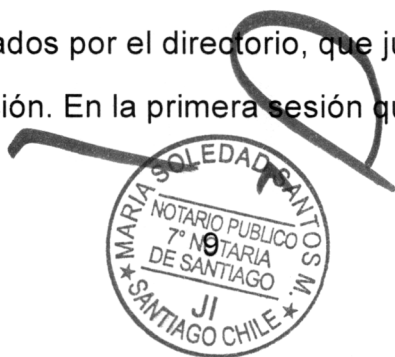 ados por el directorio, que ju
ión. En la primera sesión qu
MARIA SOLEDAD SANTOS M.
NOTARIO PUBLICO
7° NOTARIA
9
DE SANTIAGO
JI
★ SANTIAGO CHILE ★